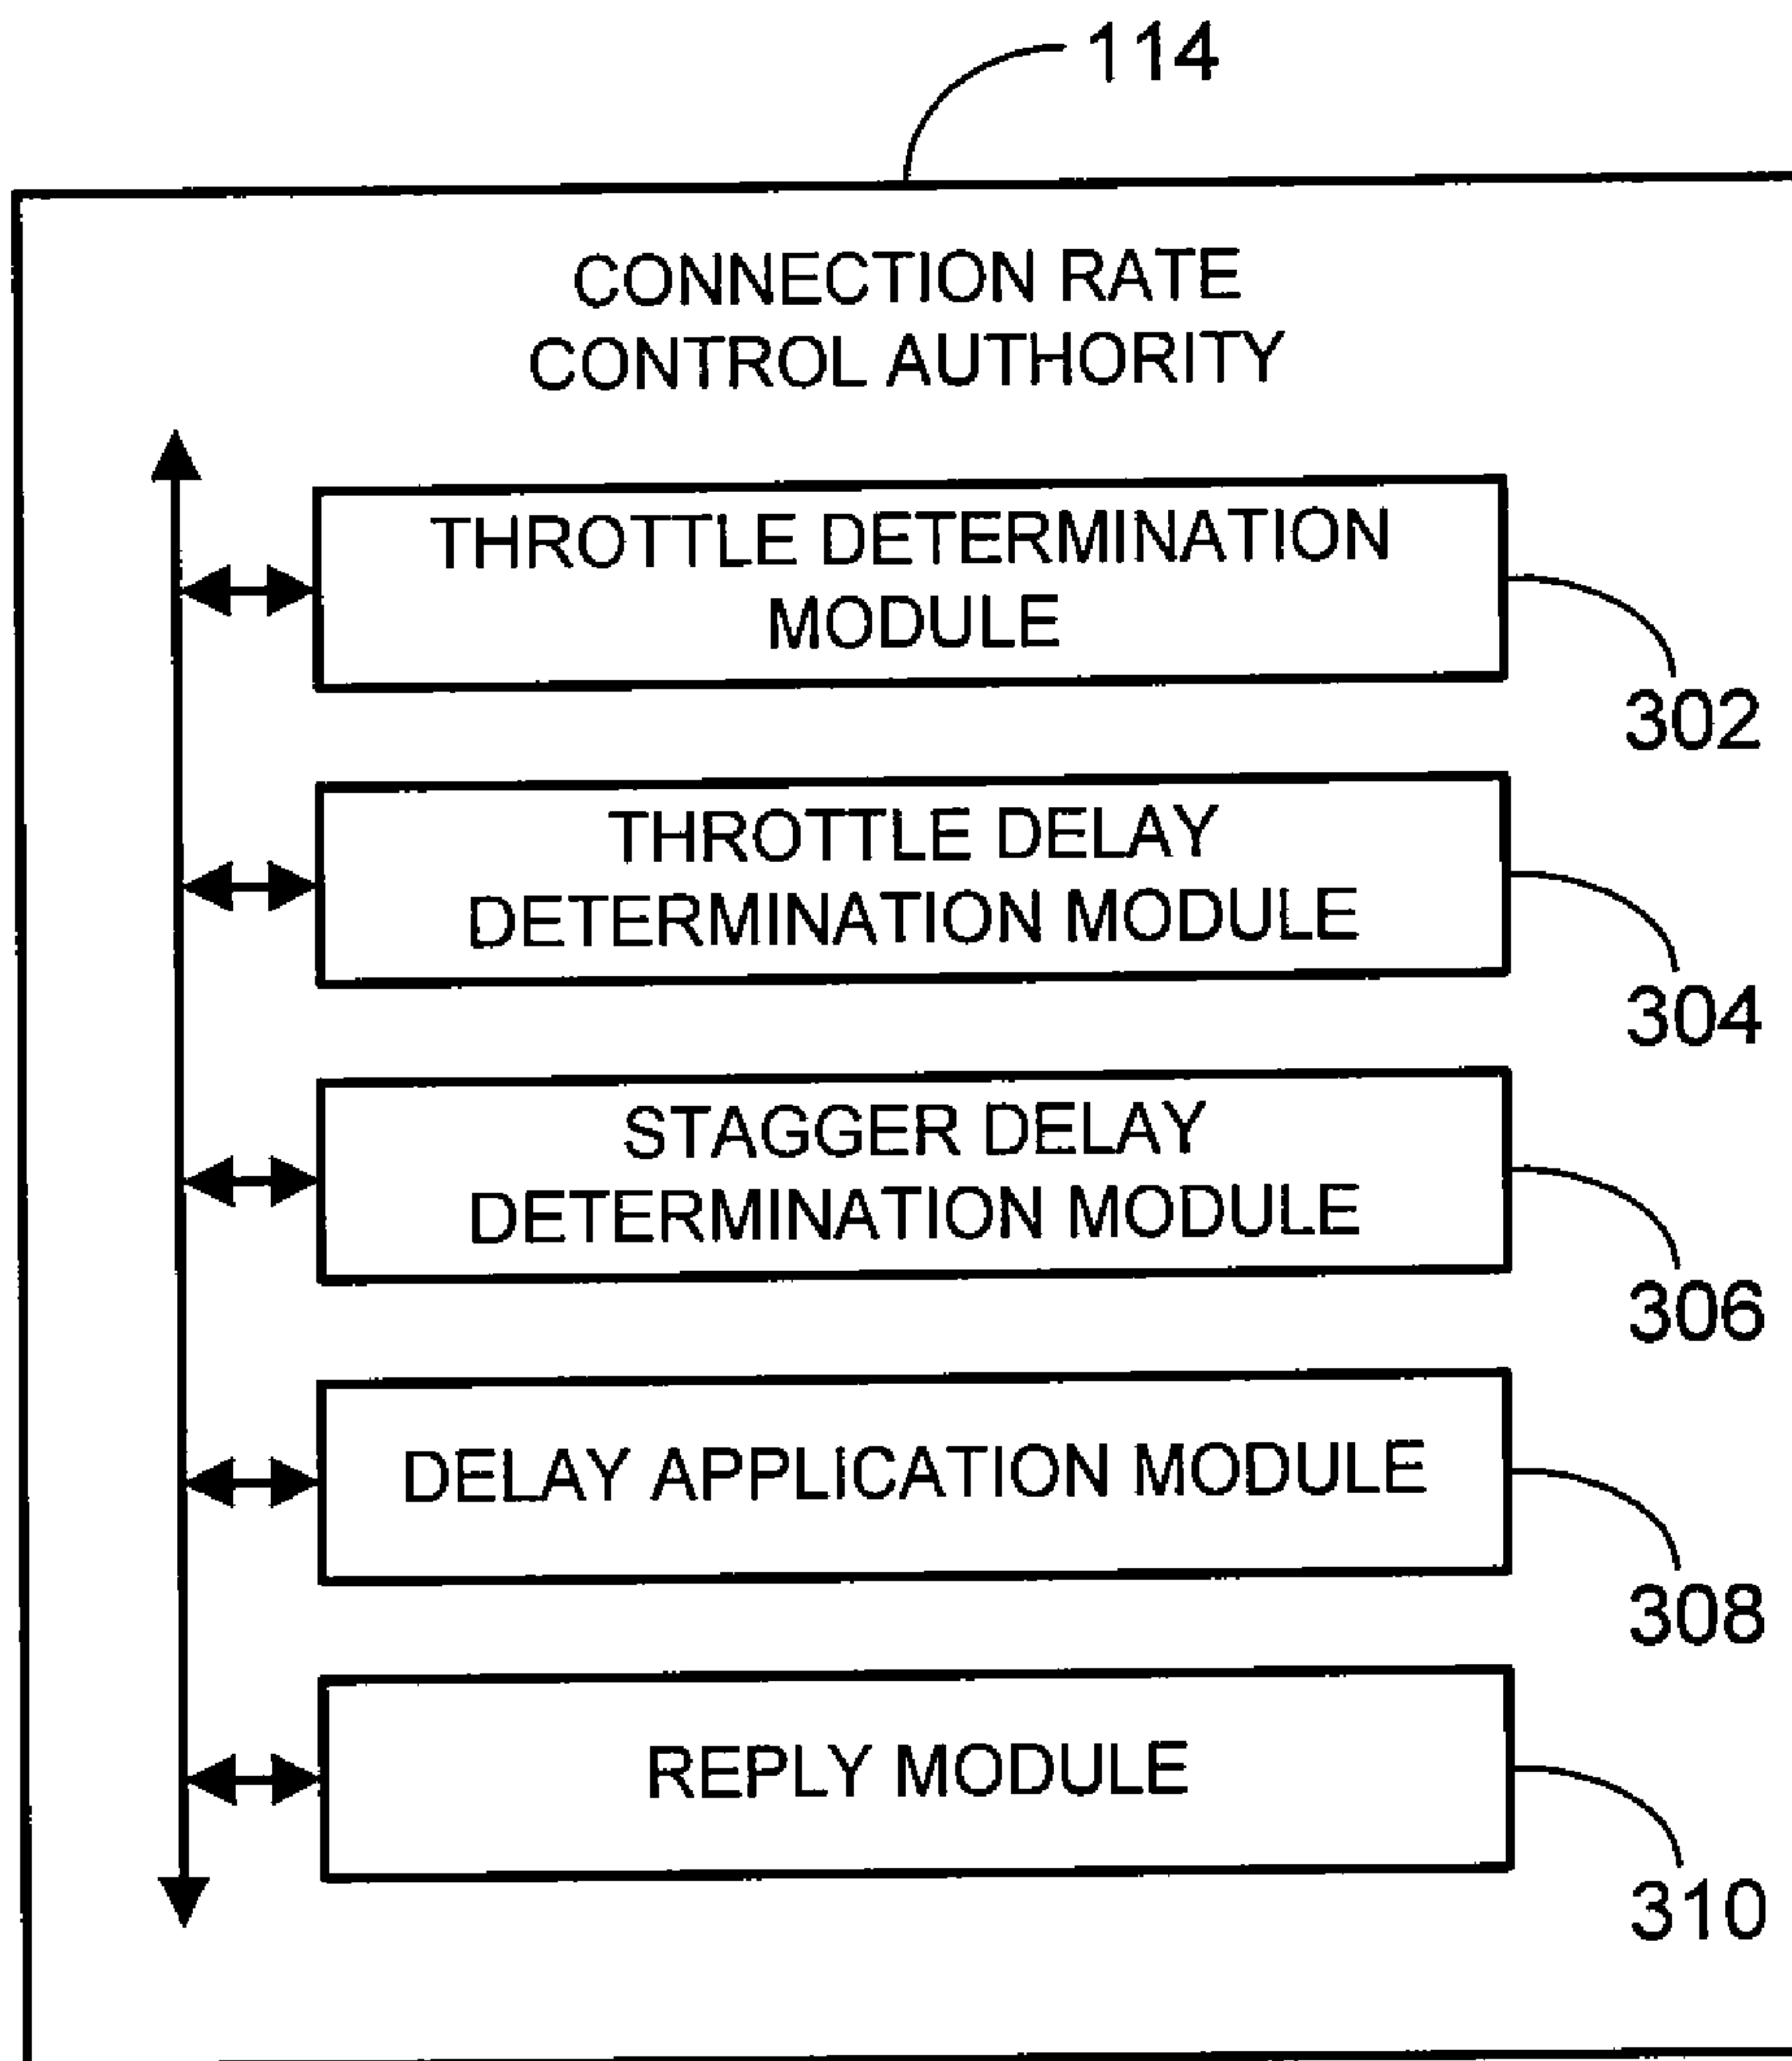 114
CONNECTION RATE
CONTROL AUTHORITY
THROTTLE DETERMINATION
MODULE
302
THROTTLE DELAY
DETERMINATION MODULE
304
STAGGER DELAY
DETERMINATION MODULE
306
DELAY APPLICATION MODULE
308
REPLY MODULE
310